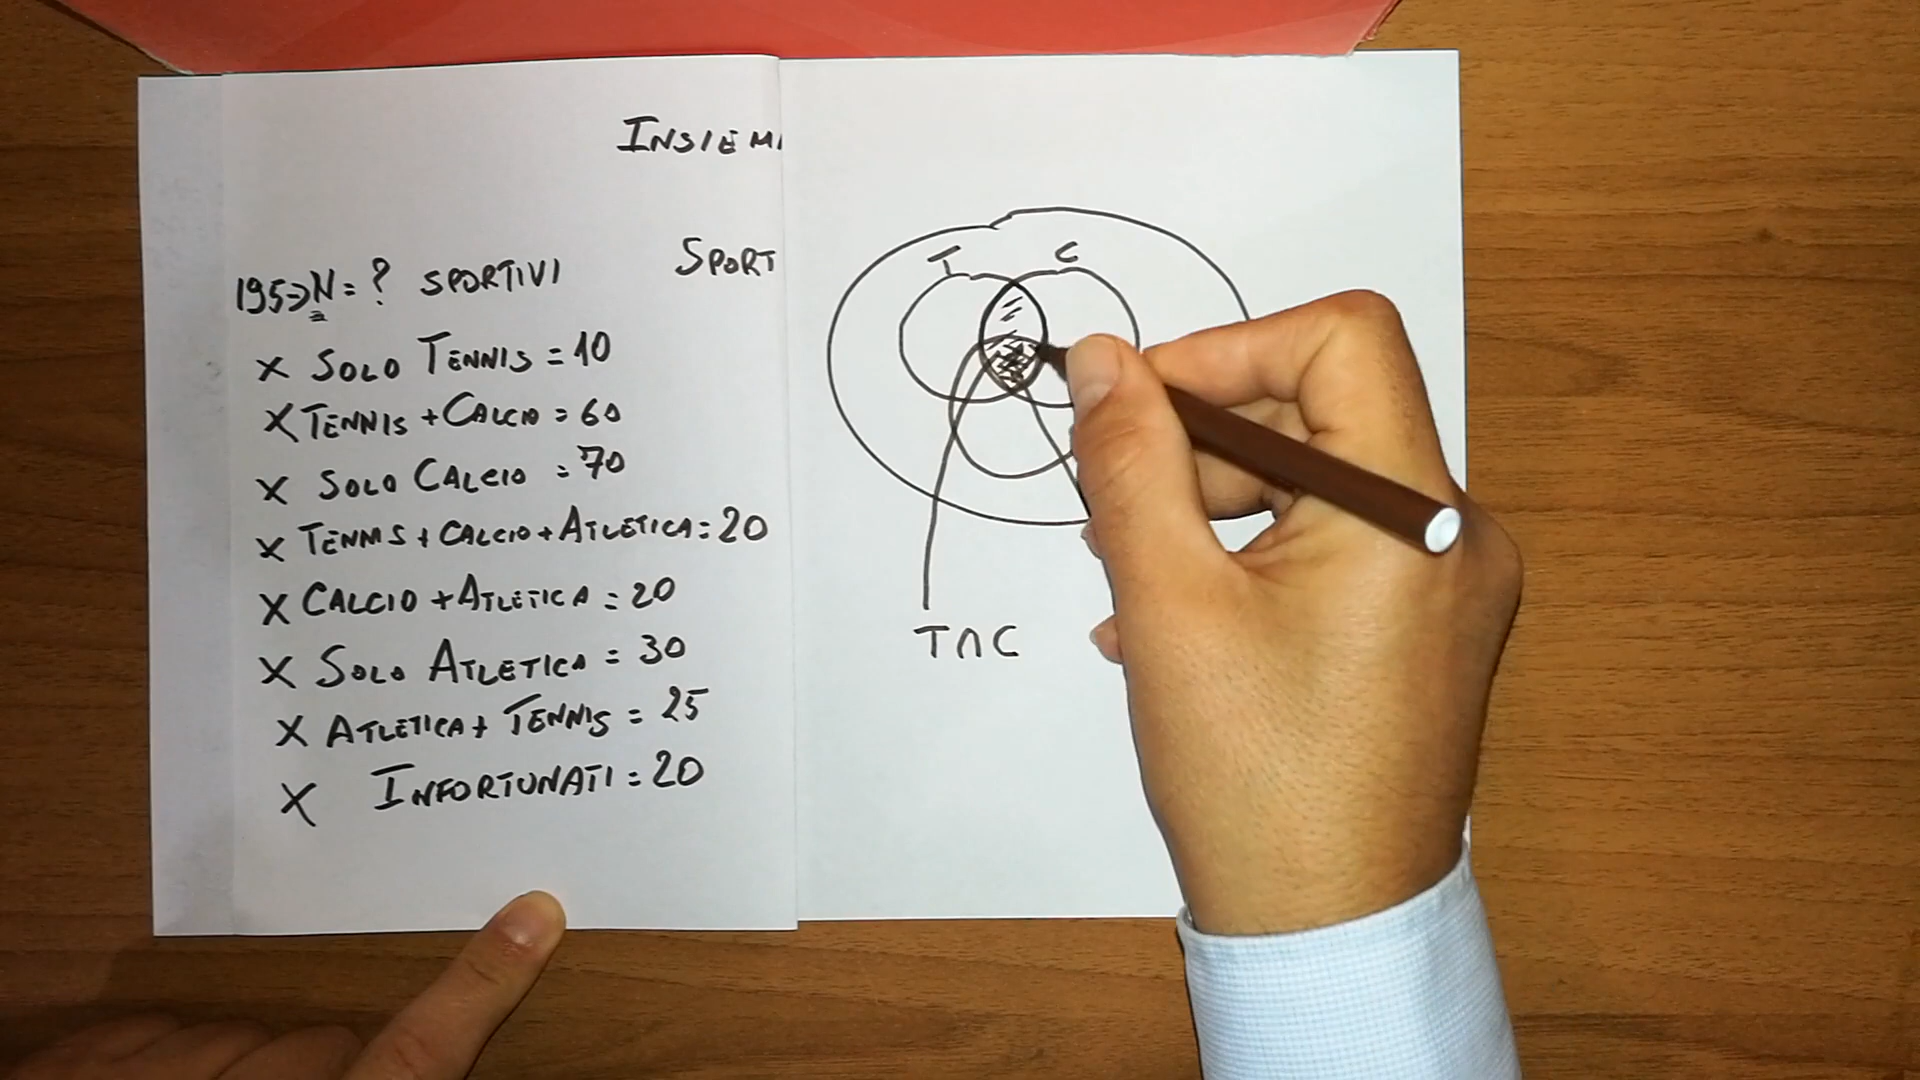 INSIEMI
195=>N=? SPORTIVI
SPORT
X SOLO TENNIS = 10
X TENNIS + CALCIO = 60
X SOLO CALCIO = 70
X TENNIS + CALCIO + ATLETICA = 20
X CALCIO + ATLETICA = 20
X SOLO ATLETICA = 30
X ATLETICA + TENNIS = 25
X INFORTUNATI = 20
T C
T∩C